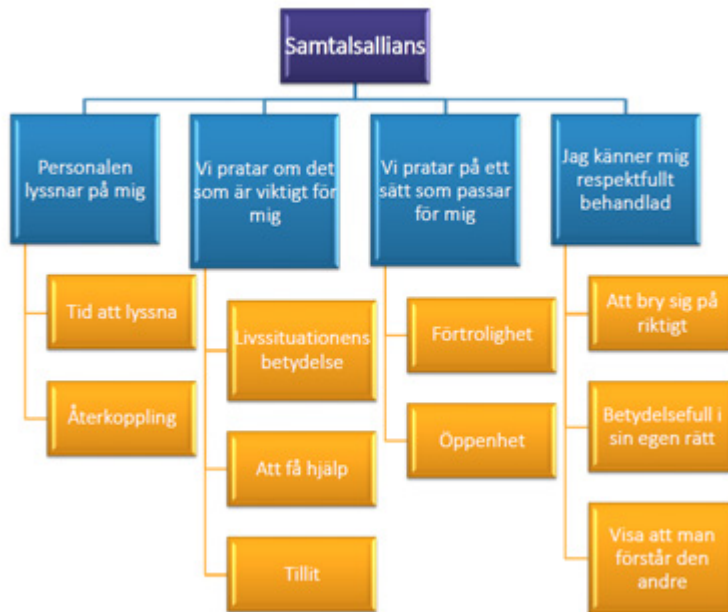 Samtalsallians
Personalen
lyssnar på mig
Vi pratar om det
som är viktigt för
mig
Vi pratar på ett
sätt som passar
för mig
Jag känner mig
respektfullt
behandlad
Tid att lyssna
Återkoppling
Livssituationens
betydelse
Att få hjälp
Tillit
Förtrolighet
Öppenhet
Att bry sig på
riktigt
Betydelsefull i
sin egen rätt
Visa att man
förstår den
andre